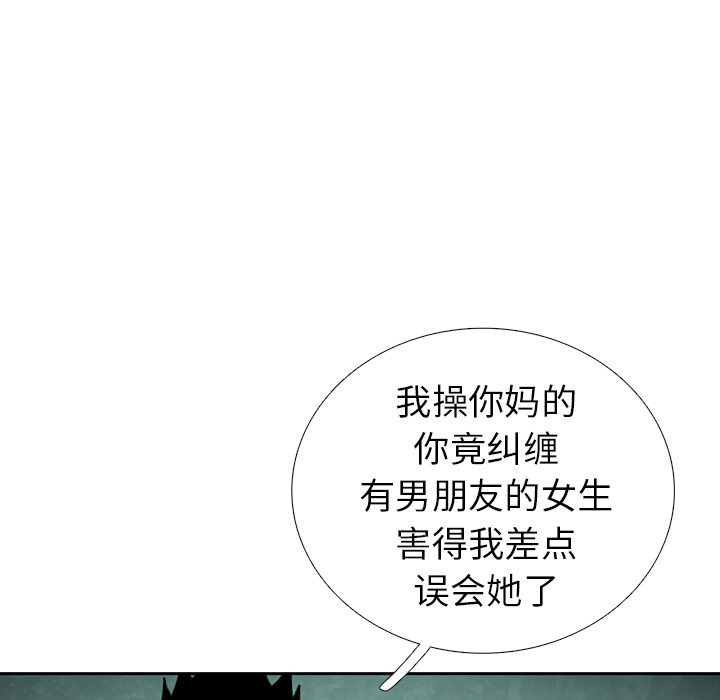 我操你妈的
你竟纠缠
有男朋友的女生
害得我差点
误会她了